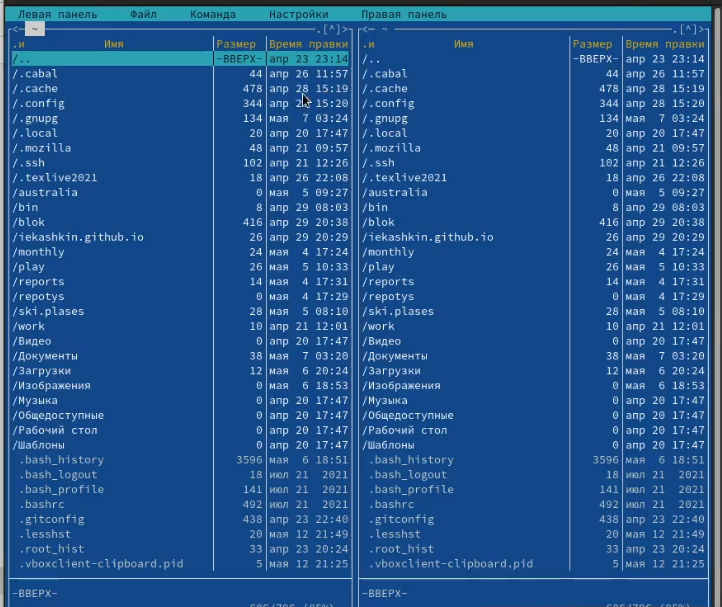 Левая панель Файл Команда Настройки Правая панель
<— ~ .[^]> <— ~ .[^]>
.и Имя Размер Время правки .и Имя Размер Время правки
/.. -ВВЕРХ- апр 23 23:14 /.. -ВВЕРХ- апр 23 23:14
/.cabal 44 апр 26 11:57 /.cabal 44 апр 26 11:57
/.cache 478 апр 28 15:19 /.cache 478 апр 28 15:19
/.config 344 апр 15:20 /.config 344 апр 28 15:20
/.gnupg 134 мая 7 03:24 /.gnupg 134 мая 7 03:24
/.local 20 апр 20 17:47 /.local 20 апр 20 17:47
/.mozilla 48 апр 21 09:57 /.mozilla 48 апр 21 09:57
/.ssh 102 апр 21 12:26 /.ssh 102 апр 21 12:26
/.texlive2021 18 апр 26 22:08 /.texlive2021 18 апр 26 22:08
/australia 0 мая 5 09:27 /australia 0 мая 5 09:27
/bin 8 апр 29 08:03 /bin 8 апр 29 08:03
/blok 416 апр 29 20:38 /blok 416 апр 29 20:38
/iekashkin.github.io 26 апр 29 20:29 /iekashkin.github.io 26 апр 29 20:29
/monthly 24 мая 4 17:24 /monthly 24 мая 4 17:24
/play 26 мая 5 10:33 /play 26 мая 5 10:33
/reports 14 мая 4 17:31 /reports 14 мая 4 17:31
/repotys 0 мая 4 17:29 /repotys 0 мая 4 17:29
/ski.plases 28 мая 5 08:10 /ski.plases 28 мая 5 08:10
/work 10 апр 21 12:01 /work 10 апр 21 12:01
/Видео 0 апр 20 17:47 /Видео 0 апр 20 17:47
/Документы 38 мая 7 03:20 /Документы 38 мая 7 03:20
/Загрузки 12 мая 6 20:24 /Загрузки 12 мая 6 20:24
/Изображения 0 мая 6 18:53 /Изображения 0 мая 6 18:53
/Музыка 0 апр 20 17:47 /Музыка 0 апр 20 17:47
/Общедоступные 0 апр 20 17:47 /Общедоступные 0 апр 20 17:47
/Рабочий стол 0 апр 20 17:47 /Рабочий стол 0 апр 20 17:47
/Шаблоны 0 апр 20 17:47 /Шаблоны 0 апр 20 17:47
.bash_history 3596 мая 6 18:51 .bash_history 3596 мая 6 18:51
.bash_logout 18 июл 21 2021 .bash_logout 18 июл 21 2021
.bash_profile 141 июл 21 2021 .bash_profile 141 июл 21 2021
.bashrc 492 июл 21 2021 .bashrc 492 июл 21 2021
.gitconfig 438 апр 23 22:40 .gitconfig 438 апр 23 22:40
.lesshst 20 мая 12 21:49 .lesshst 20 мая 12 21:49
.root_hist 33 апр 23 20:24 .root_hist 33 апр 23 20:24
.vboxclient-clipboard.pid 5 мая 12 21:25 .vboxclient-clipboard.pid 5 мая 12 21:25
-ВВЕРХ- -ВВЕРХ-